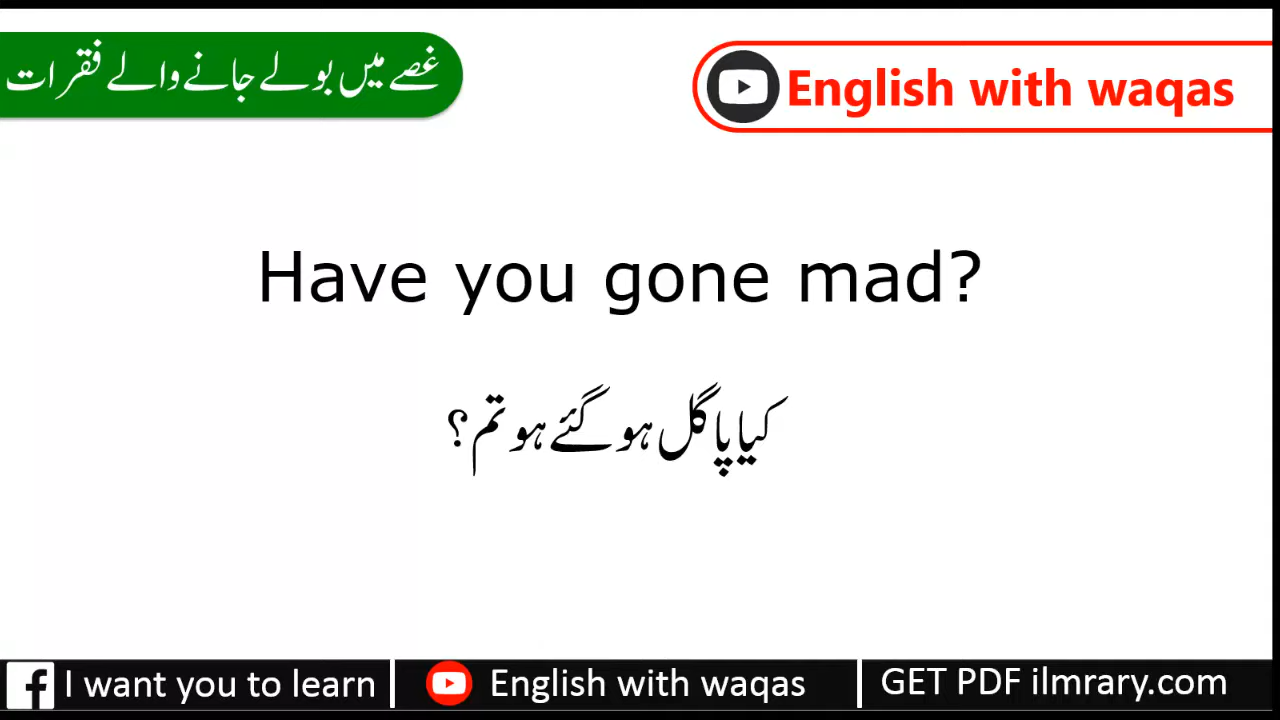 غصے میں بولے جانے والے فقرات
English with waqas
Have you gone mad?
کیا پاگل ہو گئے ہو تم؟
I want you to learn
English with waqas
GET PDF ilmrary.com